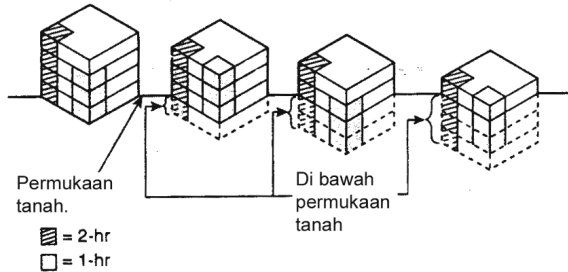 Permukaan
tanah.
Di bawah
permukaan
tanah
= 2-hr
= 1-hr